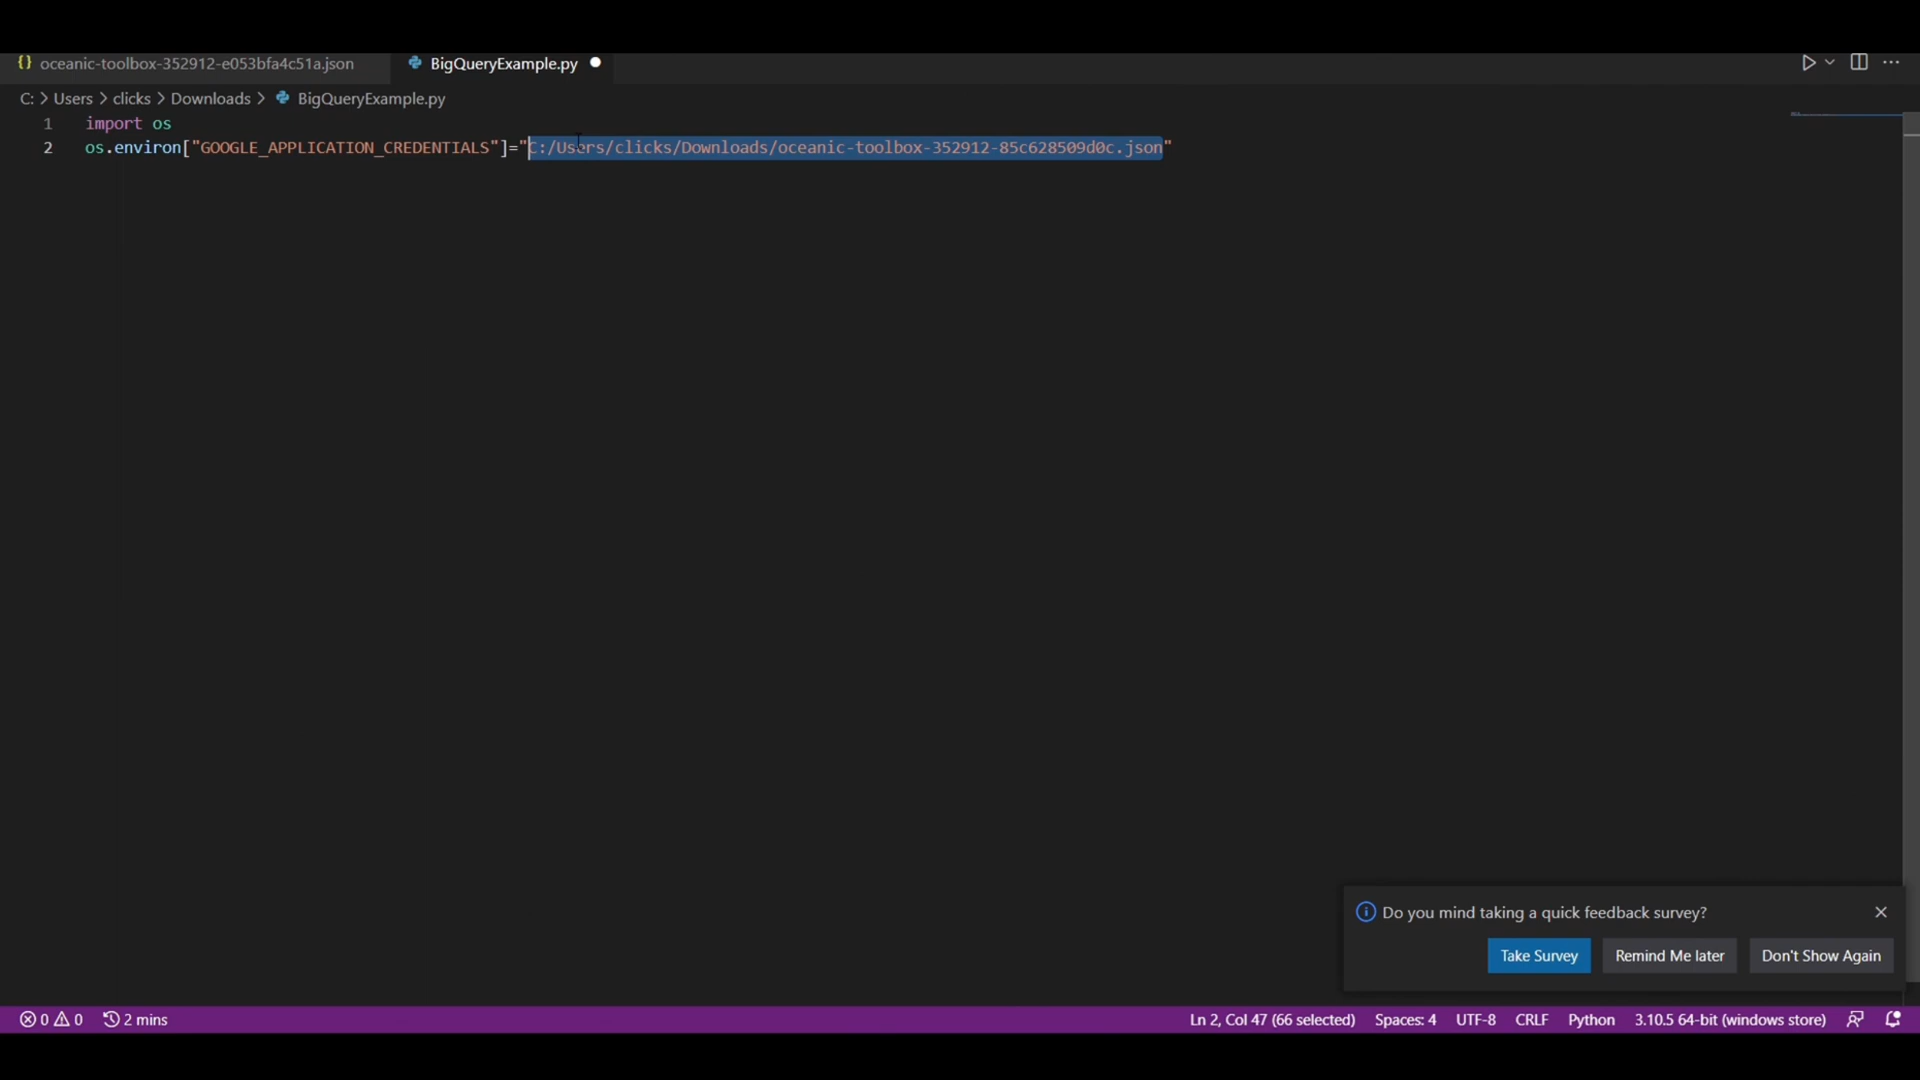 {} oceanic-toolbox-352912-e053bfa4c51a.json BigQueryExample.py
C: > Users > clicks > Downloads > BigQueryExample.py
1 import os
2 os.environ["GOOGLE_APPLICATION_CREDENTIALS"]="C:/Users/clicks/Downloads/oceanic-toolbox-352912-85c628509d0c.json"
Do you mind taking a quick feedback survey?
Take Survey Remind Me later Don't Show Again
0 0 2 mins Ln 2, Col 47 (66 selected) Spaces: 4 UTF-8 CRLF Python 3.10.5 64-bit (windows store)